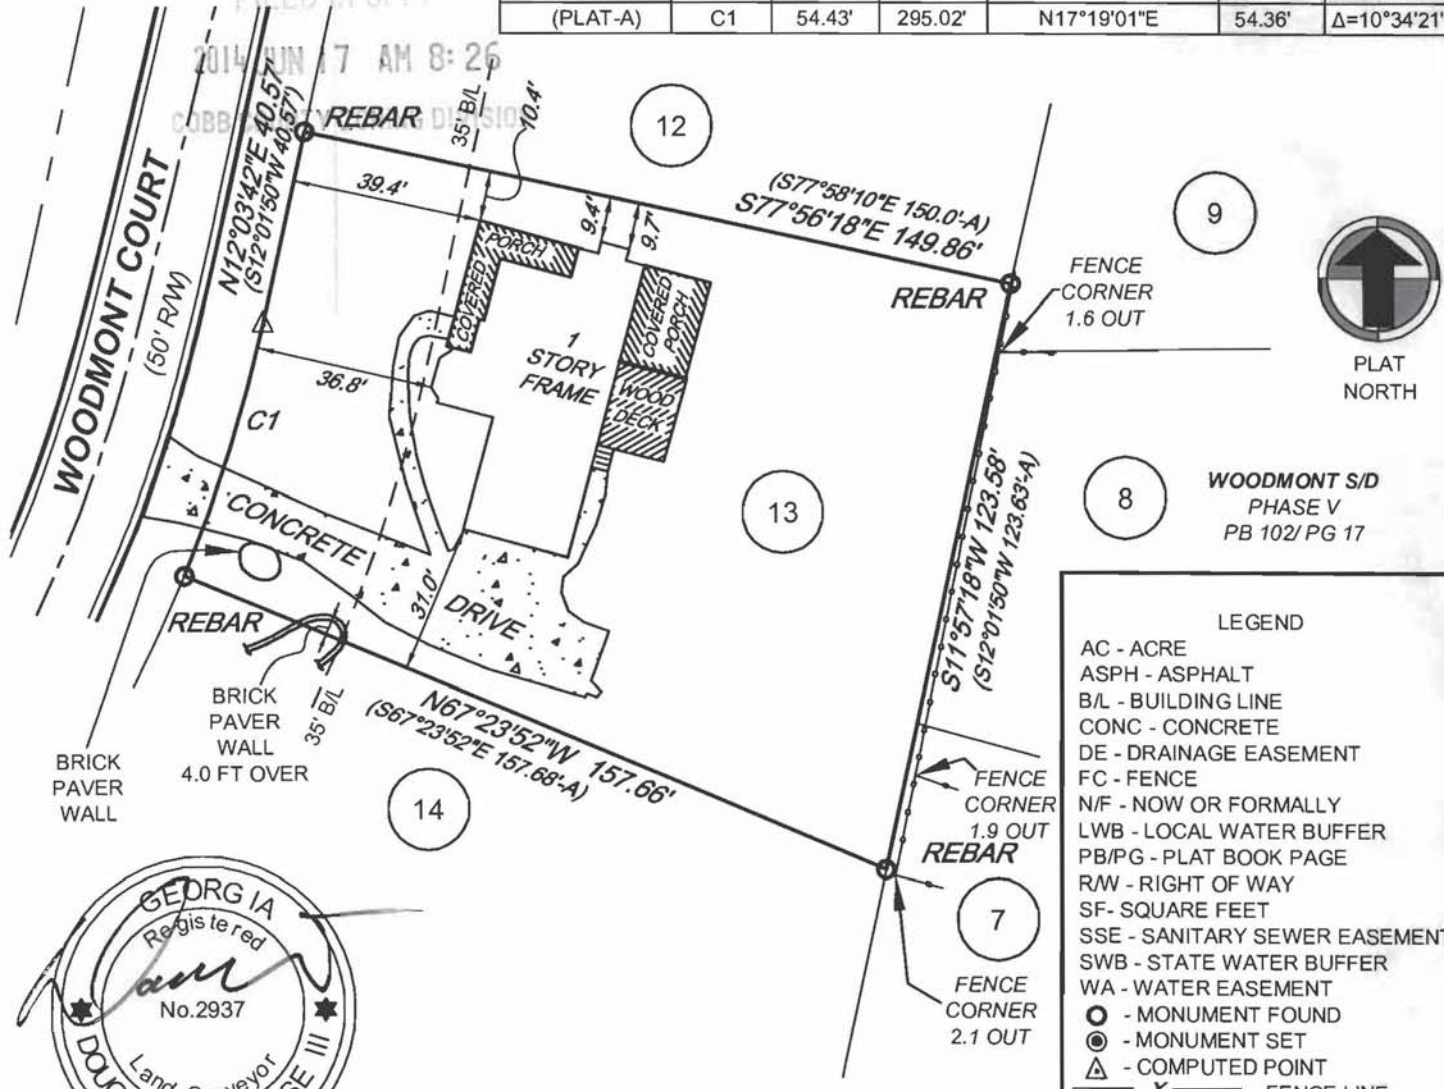 (PLAT-A) C1 54.43' 295.02' N17°19'01"E 54.36' Δ=10°34'21"
2014 JUN 17 AM 8: 26
COBB COUNTY ZONING DIVISION
WOODMONT COURT
(50' R/W)
N12°03'42"E 40.57'
(S12°01'50"W 40.57')
REBAR
35' B/L
10.4'
12
39.4'
9.4'
9.7'
(S77°58'10"E 150.0'-A)
S77°56'18"E 149.86'
9
REBAR
FENCE
CORNER
1.6 OUT
PLAT
NORTH
COVERED
PORCH
COVERED
PORCH
1
STORY
FRAME
WOOD
DECK
36.8'
C1
13
8
WOODMONT S/D
PHASE V
PB 102/ PG 17
CONCRETE
DRIVE
31.0'
S11°57'18"W 123.58'
(S12°01'50"W 123.63'-A)
REBAR
BRICK
PAVER
WALL
BRICK
PAVER
WALL
4.0 FT OVER
35' B/L
N67°23'52"W 157.66'
(S67°23'52"E 157.68'-A)
14
FENCE
CORNER
1.9 OUT
REBAR
7
FENCE
CORNER
2.1 OUT
LEGEND
AC - ACRE
ASPH - ASPHALT
B/L - BUILDING LINE
CONC - CONCRETE
DE - DRAINAGE EASEMENT
FC - FENCE
N/F - NOW OR FORMALLY
LWB - LOCAL WATER BUFFER
PB/PG - PLAT BOOK PAGE
R/W - RIGHT OF WAY
SF- SQUARE FEET
SSE - SANITARY SEWER EASEMENT
SWB - STATE WATER BUFFER
WA - WATER EASEMENT
- MONUMENT FOUND
- MONUMENT SET
- COMPUTED POINT
X - FENCE LINE
GEORGIA
Registered
No.2937
Land Surveyor
III